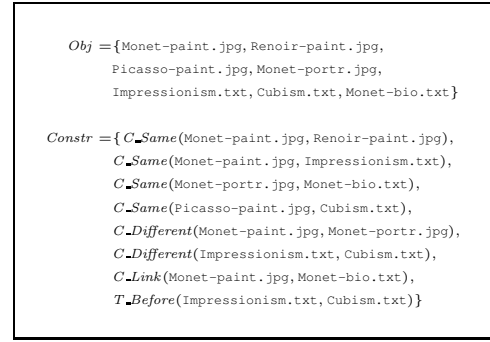 Obj = {Monet-paint.jpg, Renoir-paint.jpg,
Picasso-paint.jpg, Monet-portr.jpg,
Impressionism.txt, Cubism.txt, Monet-bio.txt}
Constr = { C_Same(Monet-paint.jpg, Renoir-paint.jpg),
C_Same(Monet-paint.jpg, Impressionism.txt),
C_Same(Monet-portr.jpg, Monet-bio.txt),
C_Same(Picasso-paint.jpg, Cubism.txt),
C_Different(Monet-paint.jpg, Monet-portr.jpg),
C_Different(Impressionism.txt, Cubism.txt),
C_Link(Monet-paint.jpg, Monet-bio.txt),
T_Before(Impressionism.txt, Cubism.txt)}